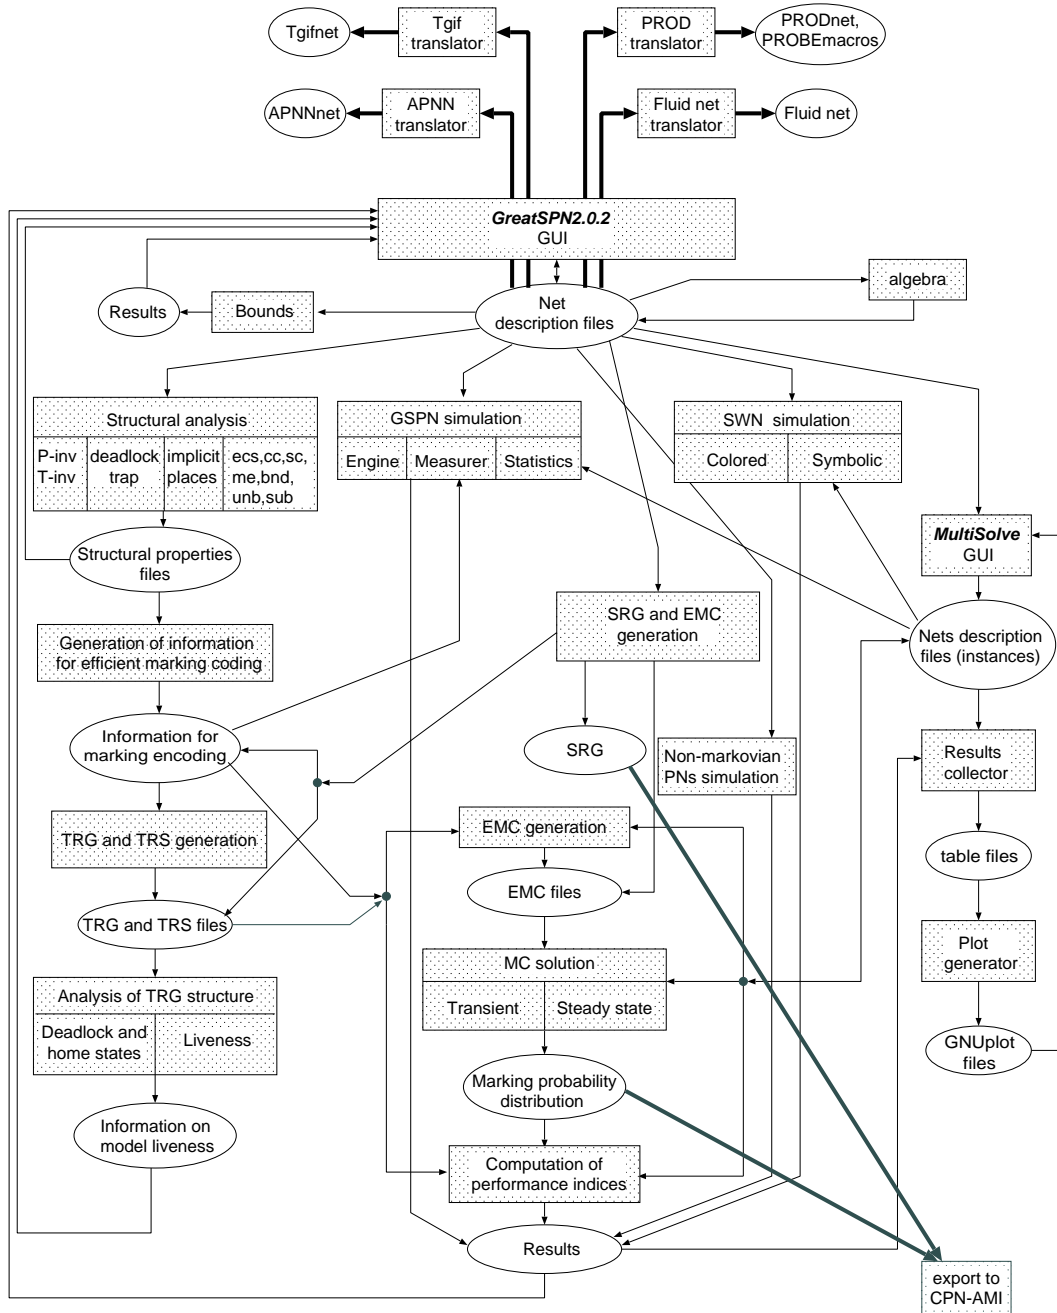 Tgifnet
Tgif
translator
PROD
translator
PRODnet,
PROBEmacros
APNNnet
APNN
translator
Fluid net
translator
Fluid net
GreatSPN2.0.2
GUI
Results
Bounds
Net
description files
algebra
Structural analysis
P-inv
T-inv
deadlock
trap
implicit
places
ecs,cc,sc,
me,bnd,
unb,sub
GSPN simulation
Engine
Measurer
Statistics
SWN simulation
Colored
Symbolic
MultiSolve
GUI
Structural properties
files
Generation of information
for efficient marking coding
SRG and EMC
generation
Nets description
files (instances)
Information for
marking encoding
SRG
Non-markovian
PNs simulation
Results
collector
TRG and TRS generation
EMC generation
table files
EMC files
TRG and TRS files
Plot
generator
MC solution
Transient
Steady state
Analysis of TRG structure
Deadlock and
home states
Liveness
GNUplot
files
Marking probability
distribution
Information on
model liveness
Computation of
performance indices
Results
export to
CPN-AMI